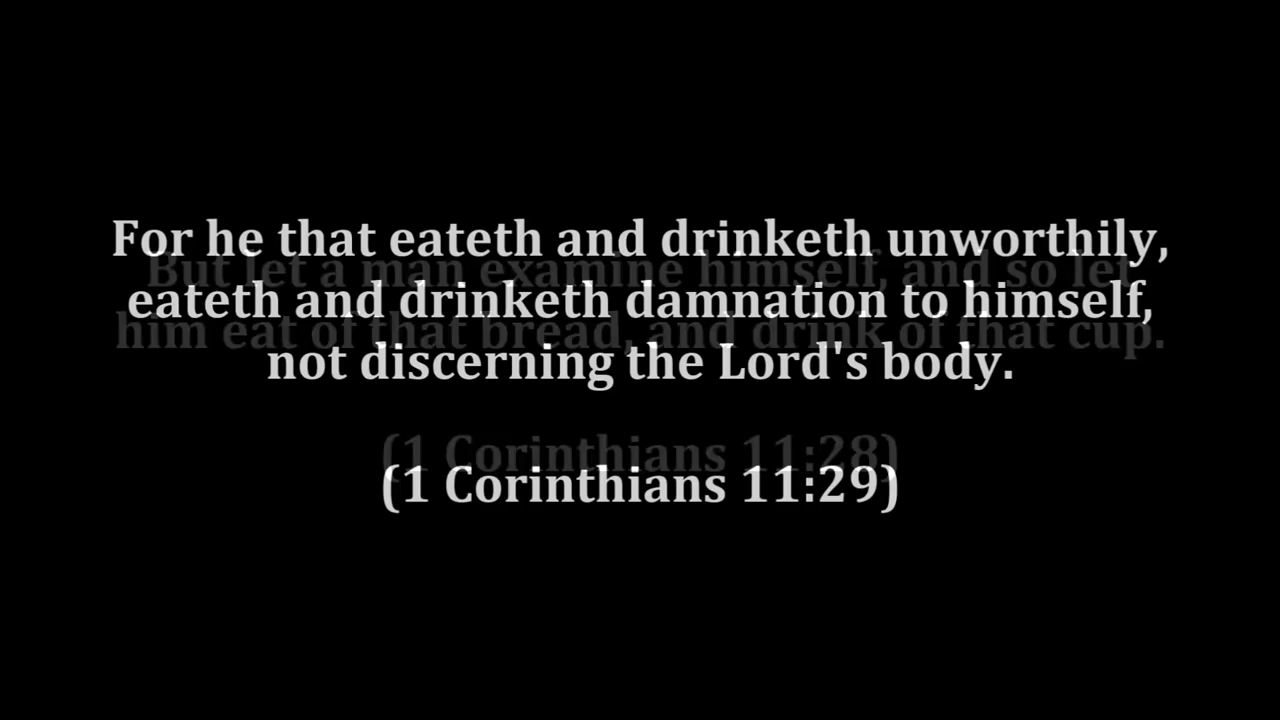 For he that eateth and drinketh unworthily,
But let a man examine himself, and so let
eateth and drinketh damnation to himself,
him eat of that bread, and drink of that cup.
not discerning the Lord's body.
(1 Corinthians 11:28)
(1 Corinthians 11:29)